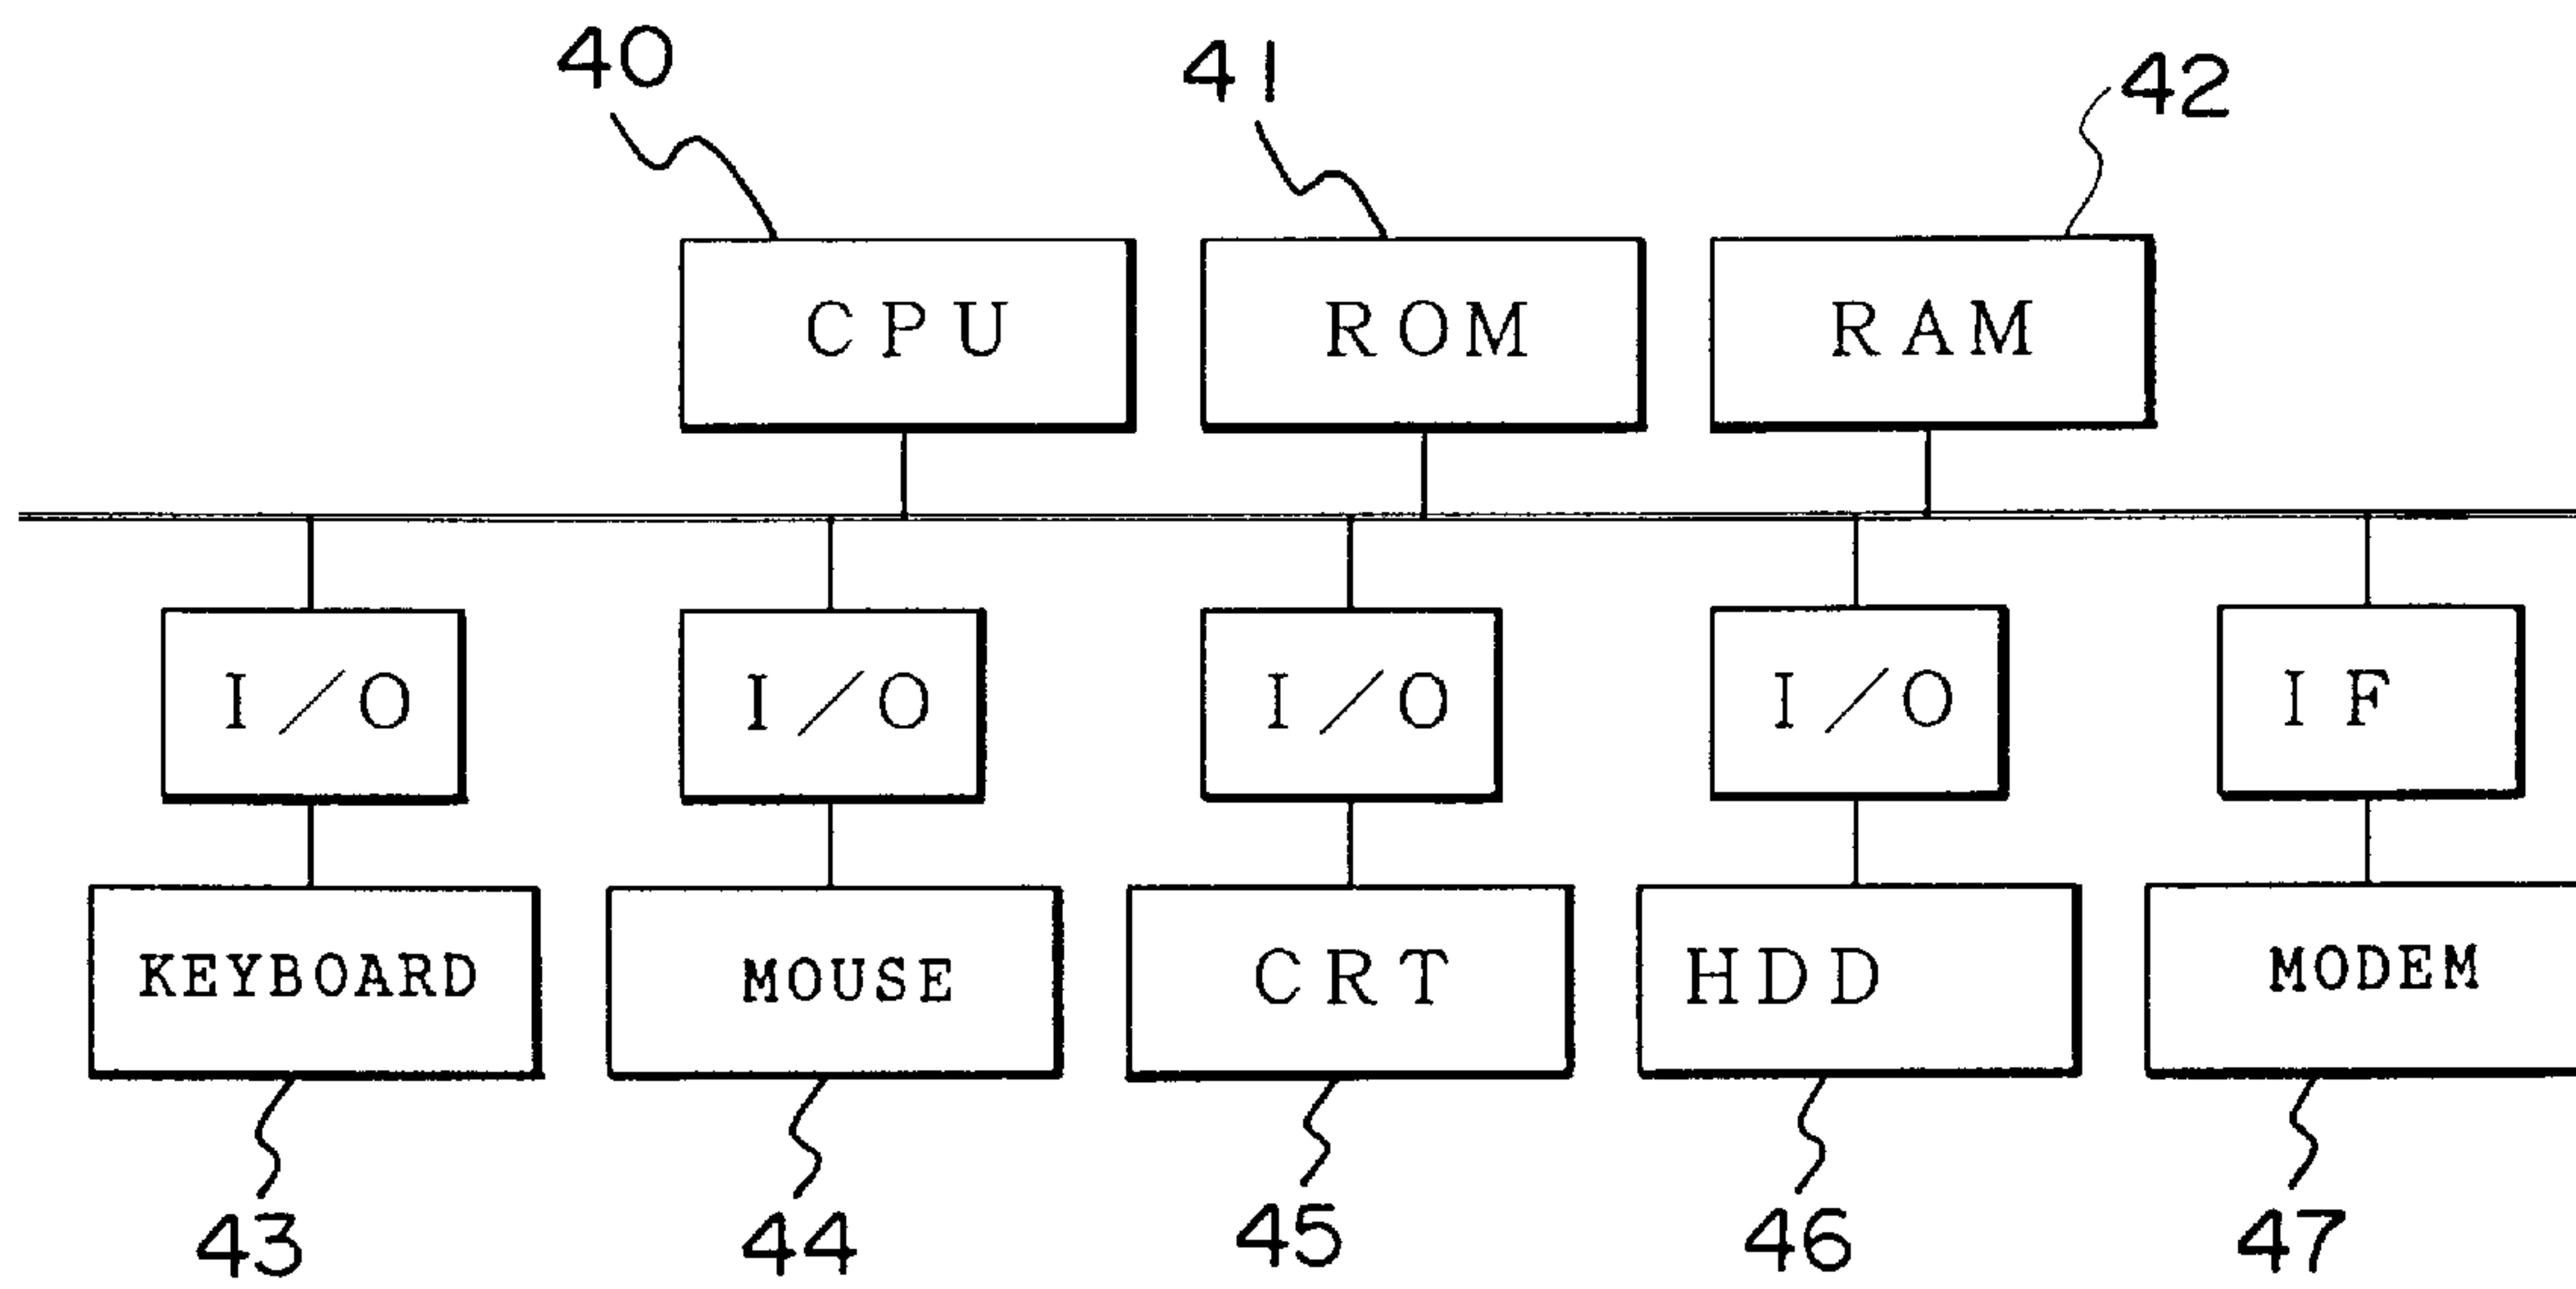 40 41 42
CPU ROM RAM
I/O I/O I/O I/O IF
KEYBOARD MOUSE CRT HDD MODEM
43 44 45 46 47